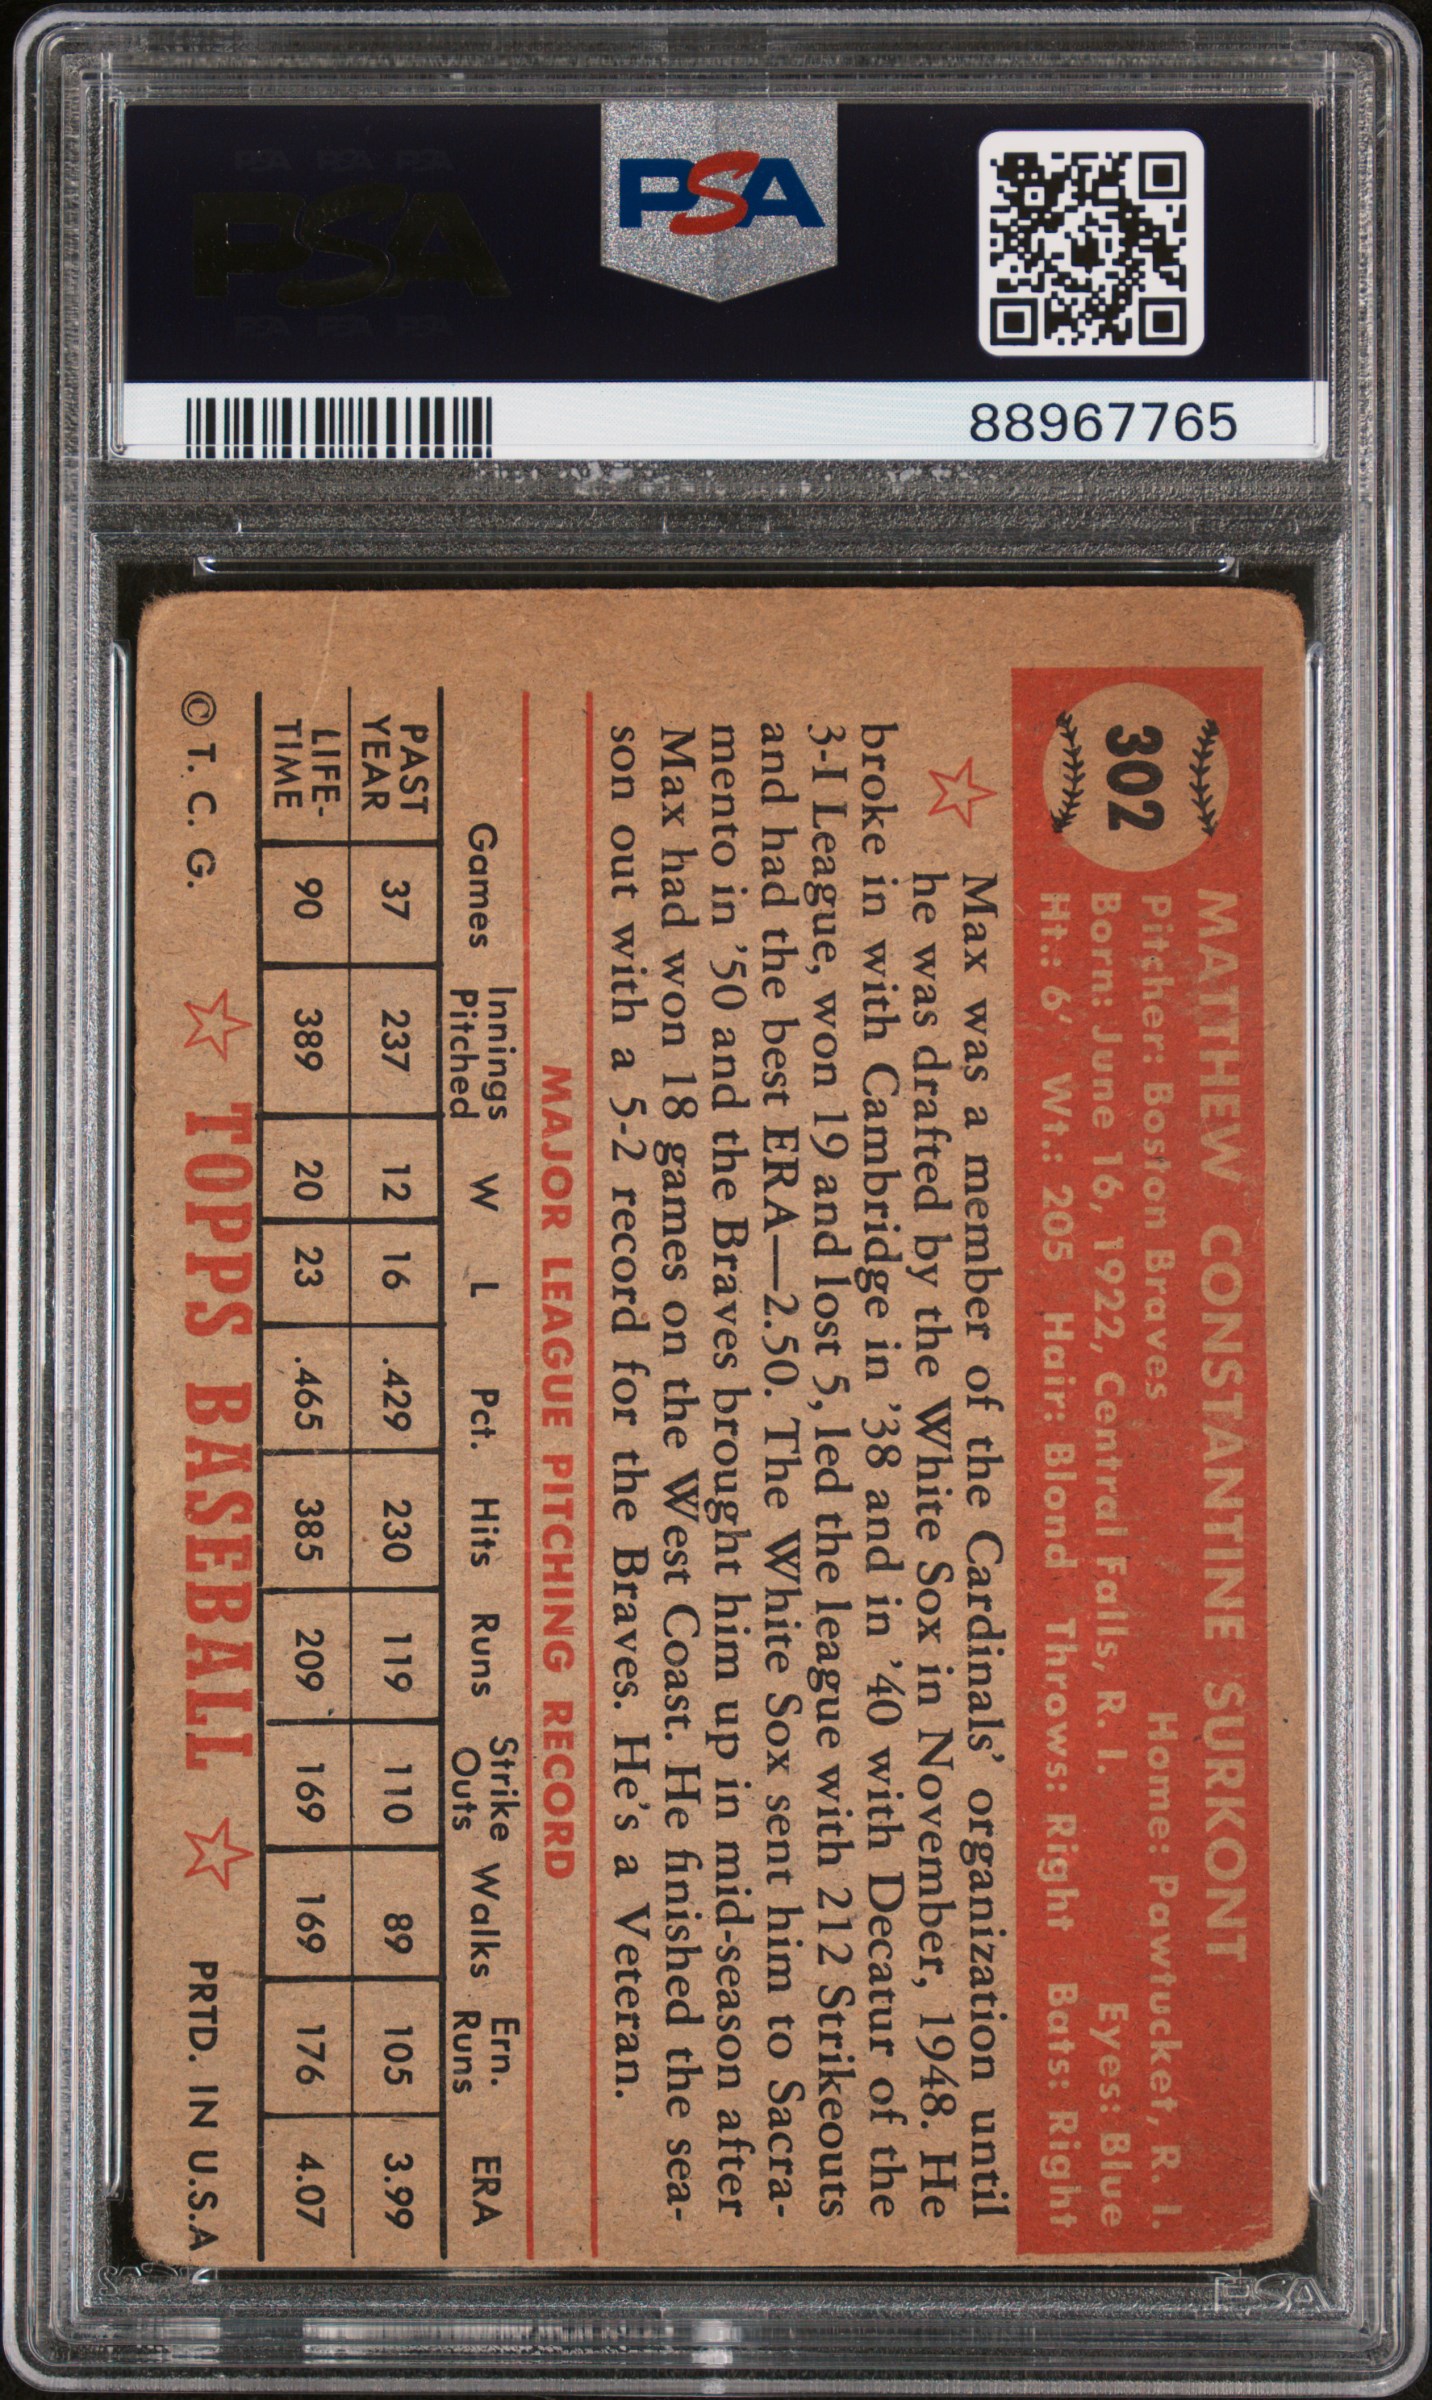 PSA PSA PSA
PSA
PSA PSA PSA
PSA
88967765
302
MATTHEW CONSTANTINE SURKONT
Pitcher: Boston Braves Home: Pawtucket, R. I.
Born: June 16, 1922, Central Falls, R. I. Eyes: Blue
Ht.: 6' Wt.: 205 Hair: Blond Throws: Right Bats: Right
Max was a member of the Cardinals' organization until
he was drafted by the White Sox in November, 1948. He
broke in with Cambridge in '38 and in '40 with Decatur of the
3-I League, won 19 and lost 5, led the league with 212 Strikeouts
and had the best ERA—2.50. The White Sox sent him to Sacra-
mento in '50 and the Braves brought him up in mid-season after
Max had won 18 games on the West Coast. He finished the sea-
son out with a 5-2 record for the Braves. He's a Veteran.
MAJOR LEAGUE PITCHING RECORD
Games Innings Pitched W L Pct. Hits Runs Strike Outs Walks Ern. Runs ERA
PAST YEAR 37 237 12 16 .429 230 119 110 89 105 3.99
LIFE-TIME 90 389 20 23 .465 385 209 169 169 176 4.07
© T. C. G. TOPPS BASEBALL PRTD. IN U.S.A
PSA